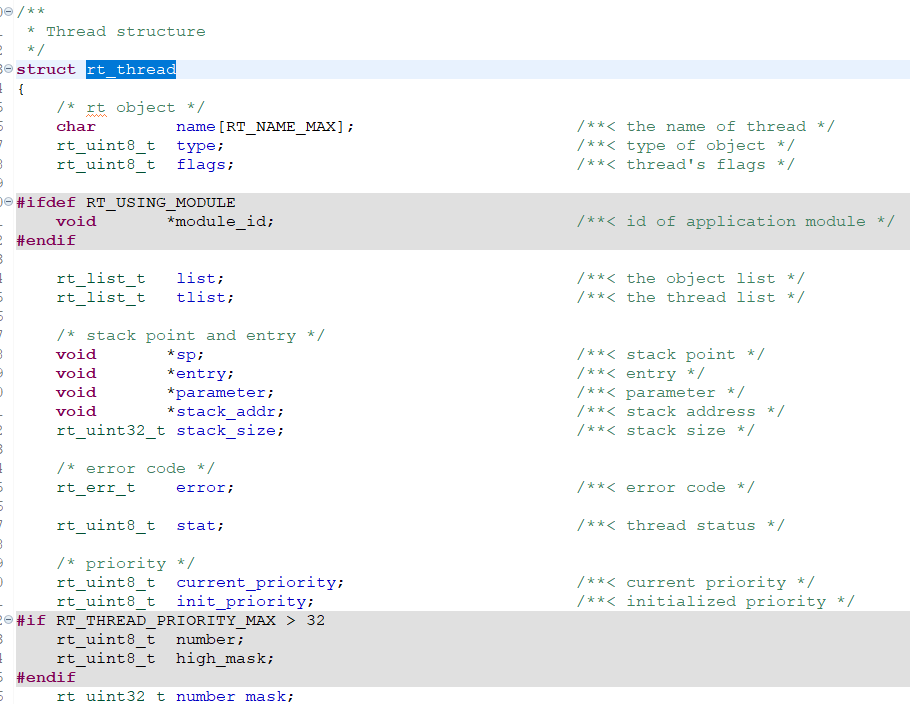 /**
 * Thread structure
 */
struct rt_thread
{
    /* rt object */
    char        name[RT_NAME_MAX];                      /**< the name of thread */
    rt_uint8_t  type;                                   /**< type of object */
    rt_uint8_t  flags;                                  /**< thread's flags */

#ifdef RT_USING_MODULE
    void       *module_id;                              /**< id of application module */
#endif

    rt_list_t   list;                                   /**< the object list */
    rt_list_t   tlist;                                  /**< the thread list */

    /* stack point and entry */
    void       *sp;                                     /**< stack point */
    void       *entry;                                  /**< entry */
    void       *parameter;                              /**< parameter */
    void       *stack_addr;                             /**< stack address */
    rt_uint32_t stack_size;                             /**< stack size */

    /* error code */
    rt_err_t    error;                                  /**< error code */

    rt_uint8_t  stat;                                   /**< thread status */

    /* priority */
    rt_uint8_t  current_priority;                       /**< current priority */
    rt_uint8_t  init_priority;                          /**< initialized priority */
#if RT_THREAD_PRIORITY_MAX > 32
    rt_uint8_t  number;
    rt_uint8_t  high_mask;
#endif
    rt_uint32_t number_mask;